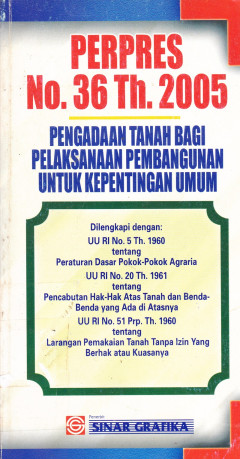 PERPRES
No. 36 Th. 2005
PENGADAAN TANAH BAGI
PELAKSANAAN PEMBANGUNAN
UNTUK KEPENTINGAN UMUM
Dilengkapi dengan:
UU RI No. 5 Th. 1960
tentang
Peraturan Dasar Pokok-Pokok Agraria
UU RI No. 20 Th. 1961
tentang
Pencabutan Hak-Hak Atas Tanah dan Benda-
Benda yang Ada di Atasnya
UU RI No. 51 Prp. Th. 1960
tentang
Larangan Pemakaian Tanah Tanpa Izin Yang
Berhak atau Kuasanya
Penerbit
SINAR GRAFIKA